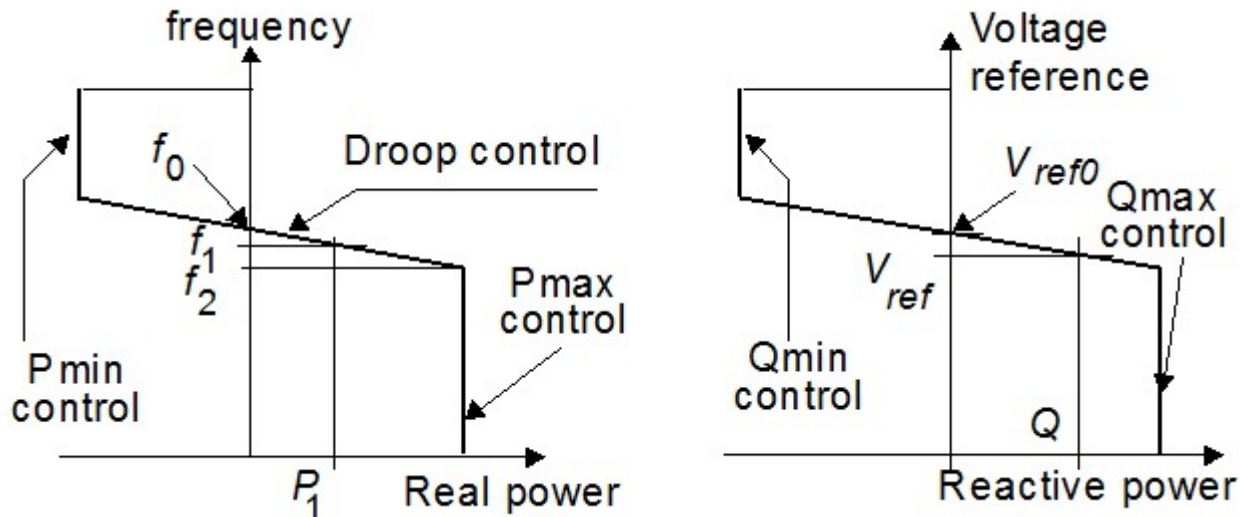 frequency
f0
Droop control
f1
f2
Pmax
control
Pmin
control
P1
Real power
Voltage
reference
Vref0
Qmax
control
Vref
Qmin
control
Q
Reactive power